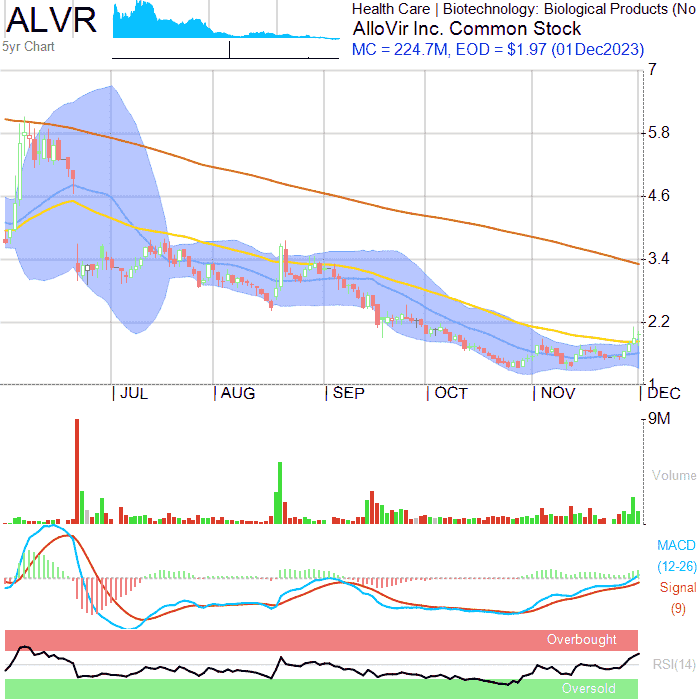 ALVR
5yr Chart
Health Care | Biotechnology: Biological Products (No
AlloVir Inc. Common Stock
MC = 224.7M, EOD = $1.97 (01Dec2023)
7
5.8
4.6
3.4
2.2
1
JUL AUG SEP OCT NOV DEC
9M
Volume
MACD
(12-26)
Signal
(9)
Overbought
RSI(14)
Oversold